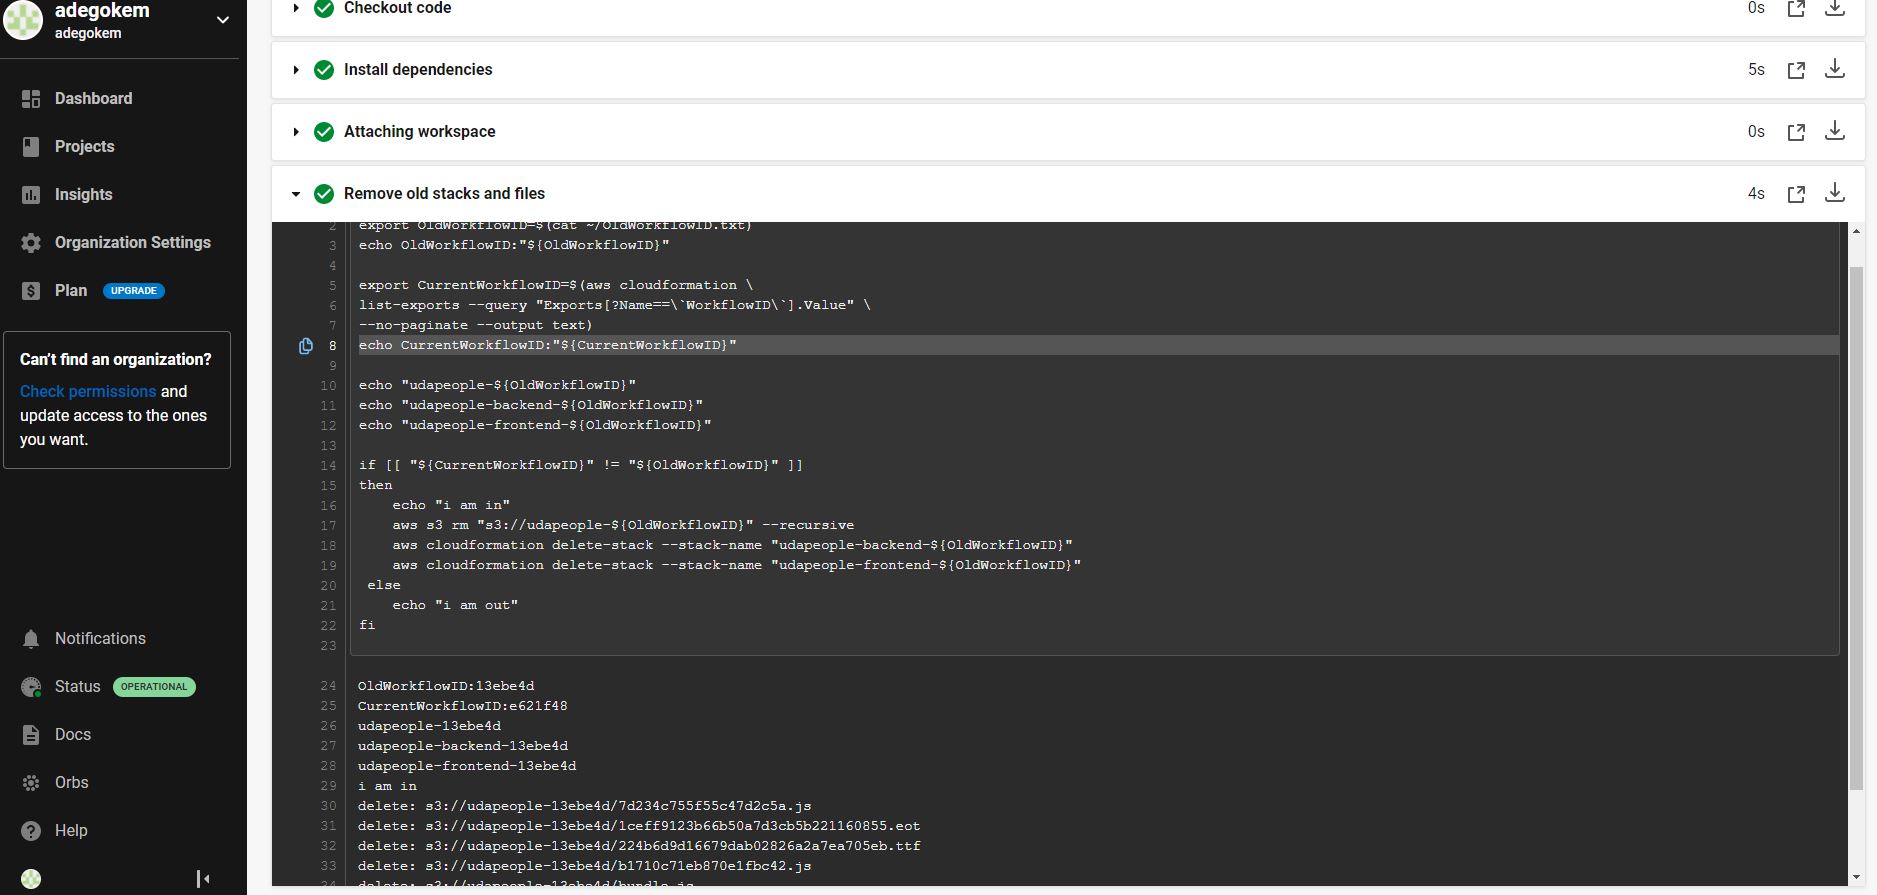 adegokem
adegokem
Dashboard
Projects
Insights
Organization Settings
Plan UPGRADE
Can't find an organization?
Check permissions and
update access to the ones
you want.
Notifications
Status OPERATIONAL
Docs
Orbs
Help
Checkout code 0s
Install dependencies 5s
Attaching workspace 0s
Remove old stacks and files 4s
2 export OldWorkflowID=$(cat ~/OldWorkflowID.txt)
3 echo OldWorkflowID:"${OldWorkflowID}"
4
5 export CurrentWorkflowID=$(aws cloudformation \
6 list-exports --query "Exports[?Name==\`WorkflowID\`].Value" \
7 --no-paginate --output text)
8 echo CurrentWorkflowID:"${CurrentWorkflowID}"
9
10 echo "udapeople-${OldWorkflowID}"
11 echo "udapeople-backend-${OldWorkflowID}"
12 echo "udapeople-frontend-${OldWorkflowID}"
13
14 if [[ "${CurrentWorkflowID}" != "${OldWorkflowID}" ]]
15 then
16 echo "i am in"
17 aws s3 rm "s3://udapeople-${OldWorkflowID}" --recursive
18 aws cloudformation delete-stack --stack-name "udapeople-backend-${OldWorkflowID}"
19 aws cloudformation delete-stack --stack-name "udapeople-frontend-${OldWorkflowID}"
20 else
21 echo "i am out"
22 fi
23
24 OldWorkflowID:13ebe4d
25 CurrentWorkflowID:e621f48
26 udapeople-13ebe4d
27 udapeople-backend-13ebe4d
28 udapeople-frontend-13ebe4d
29 i am in
30 delete: s3://udapeople-13ebe4d/7d234c755f55c47d2c5a.js
31 delete: s3://udapeople-13ebe4d/1ceff9123b66b50a7d3cb5b221160855.eot
32 delete: s3://udapeople-13ebe4d/224b6d9d16679dab02826a2a7ea705eb.ttf
33 delete: s3://udapeople-13ebe4d/b1710c71eb870e1fbc42.js
34 delete: s3://udapeople-13ebe4d/bundle.js